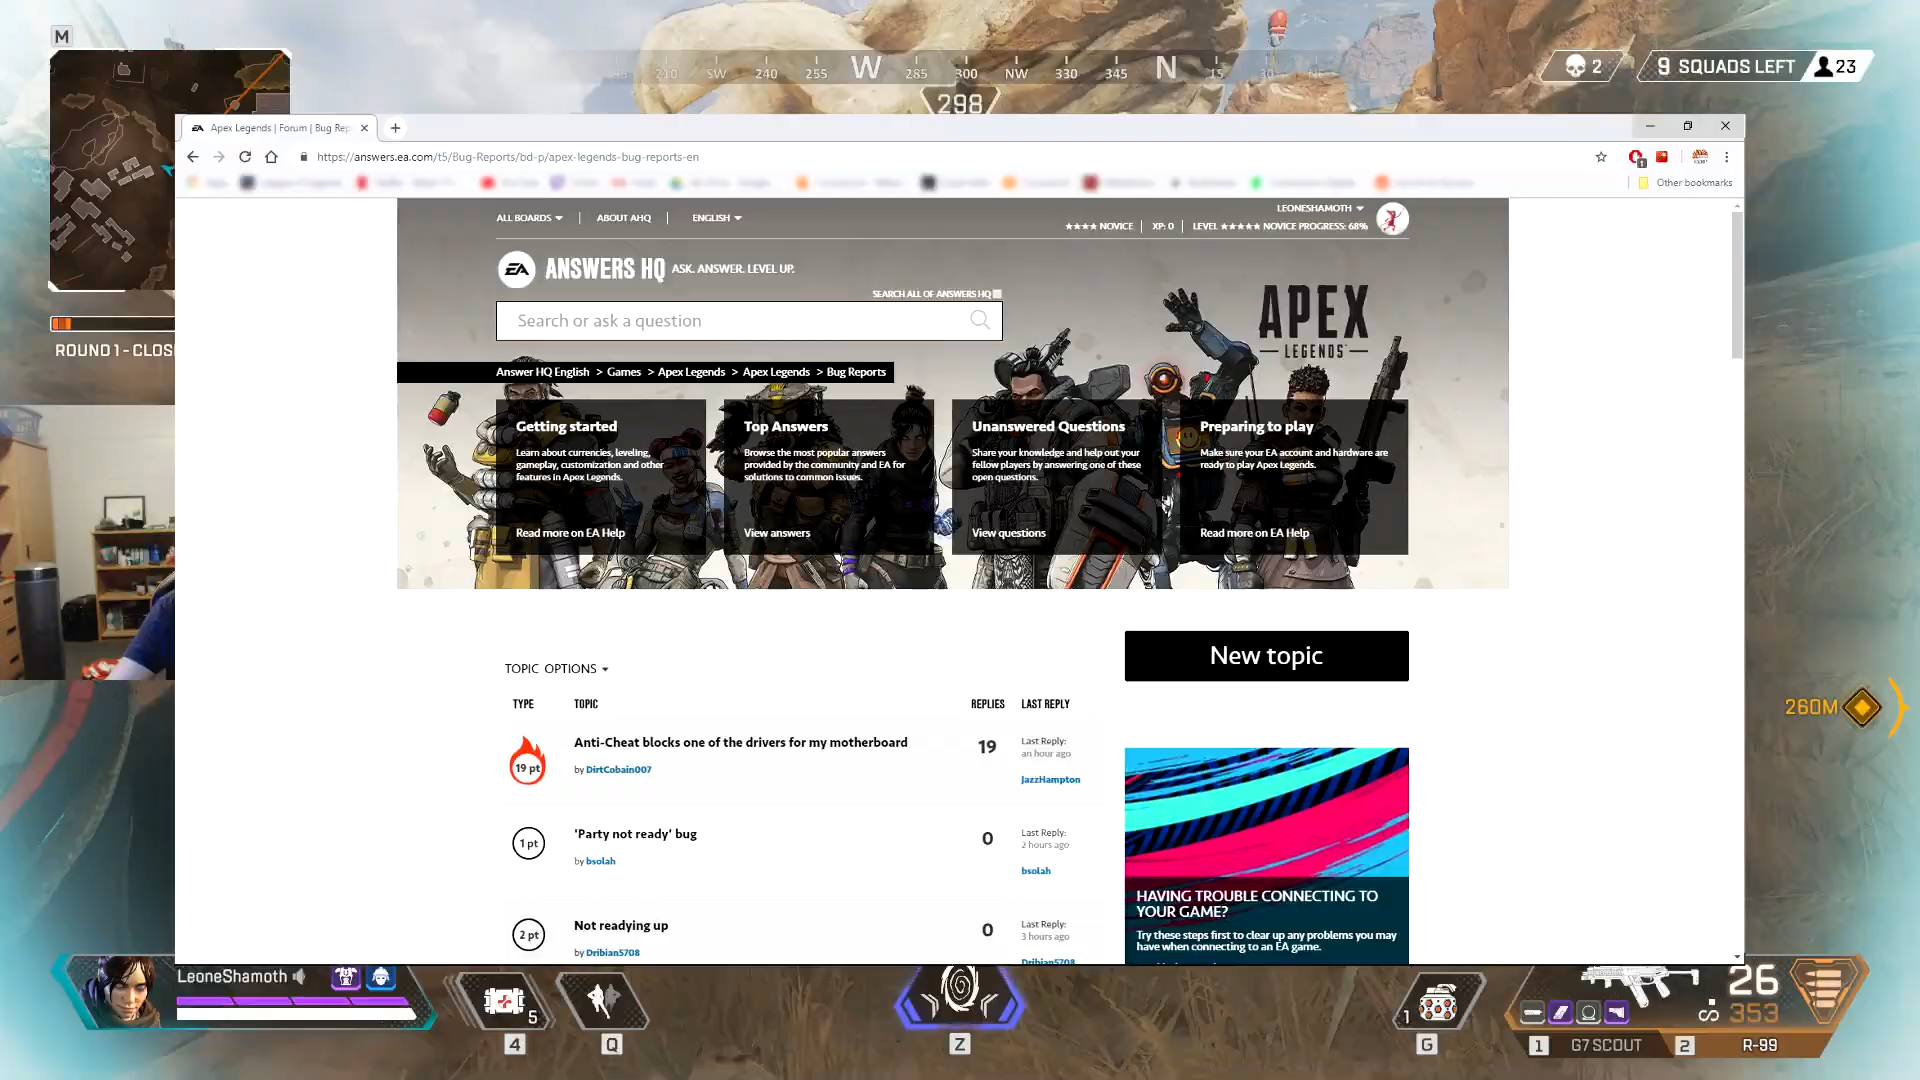 M
210 SW 240 255 W 285 300 NW 330 345 N 15 30
298
2
9 SQUADS LEFT 23
Apex Legends | Forum | Bug Rep
https://answers.ea.com/t5/Bug-Reports/bd-p/apex-legends-bug-reports-en
Other bookmarks
ALL BOARDS | ABOUT AHQ | ENGLISH
LEONESHAMOTH
★★★★ NOVICE | XP: 0 | LEVEL ★★★★★ NOVICE PROGRESS: 68%
EA ANSWERS HQ ASK. ANSWER. LEVEL UP.
SEARCH ALL OF ANSWERS HQ
Search or ask a question
APEX
LEGENDS
ROUND 1 - CLOS
Answer HQ English > Games > Apex Legends > Apex Legends > Bug Reports
Getting started
Learn about currencies, leveling,
gameplay, customization and other
features in Apex Legends.
Read more on EA Help
Top Answers
Browse the most popular answers
provided by the community and EA for
solutions to common issues.
View answers
Unanswered Questions
Share your knowledge and help out your
fellow players by answering one of these
open questions.
View questions
Preparing to play
Make sure your EA account and hardware are
ready to play Apex Legends.
Read more on EA Help
New topic
TOPIC OPTIONS
TYPE TOPIC REPLIES LAST REPLY
19 pt
Anti-Cheat blocks one of the drivers for my motherboard
by DirtCobain007
19
Last Reply:
an hour ago
JazzHampton
1 pt
'Party not ready' bug
by bsolah
0
Last Reply:
2 hours ago
bsolah
2 pt
Not readying up
by Dribian5708
0
Last Reply:
3 hours ago
Dribian5708
HAVING TROUBLE CONNECTING TO
YOUR GAME?
Try these steps first to clear up any problems you may
have when connecting to an EA game.
260M
LeoneShamoth
5
4
Q
Z
1
G
26
353
1 G7 SCOUT 2 R-99